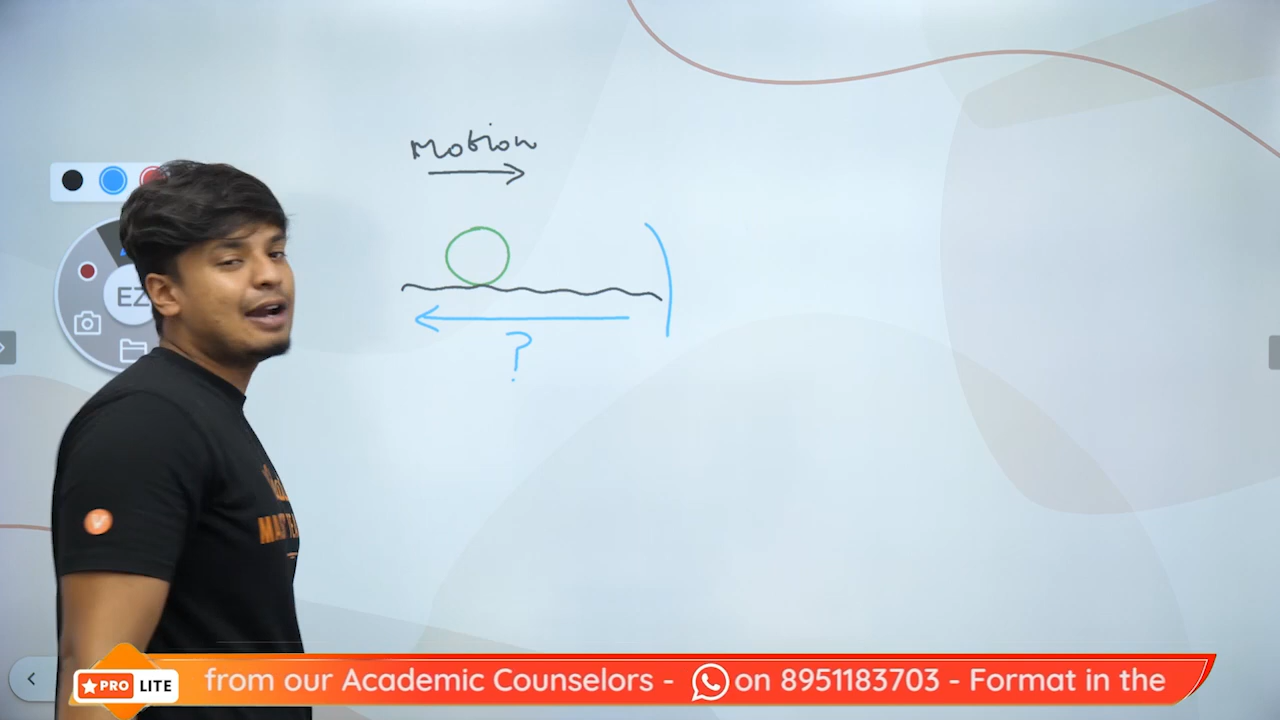 Motion
?
EZ
PRO LITE
from our Academic Counselors - on 8951183703 - Format in the